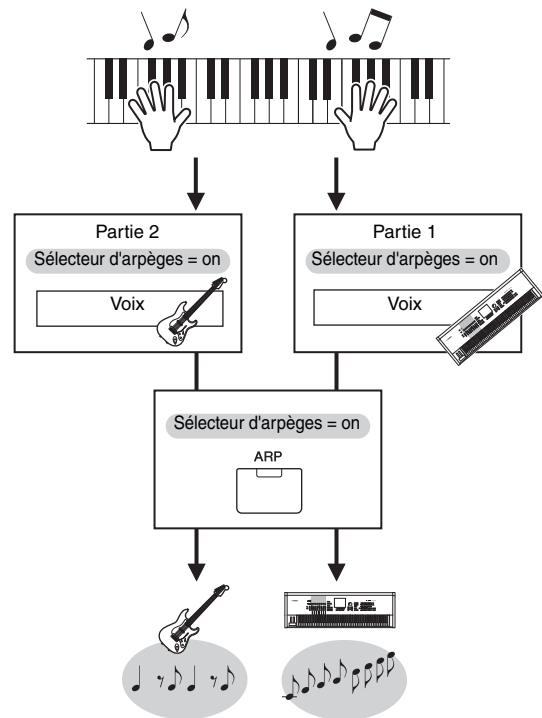 Partie 2
Sélecteur d'arpèges = on
Voix
Partie 1
Sélecteur d'arpèges = on
Voix
Sélecteur d'arpèges = on
ARP